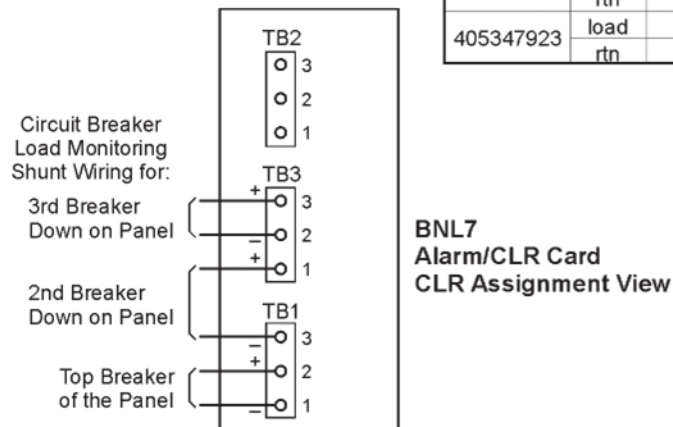 rtn
405347923 load
rtn
TB2
3
2
1
Circuit Breaker
Load Monitoring
Shunt Wiring for:
TB3
+ 3
3rd Breaker
Down on Panel
– 2
+ 1
2nd Breaker
Down on Panel
TB1
– 3
+ 2
Top Breaker
of the Panel
– 1
BNL7
Alarm/CLR Card
CLR Assignment View